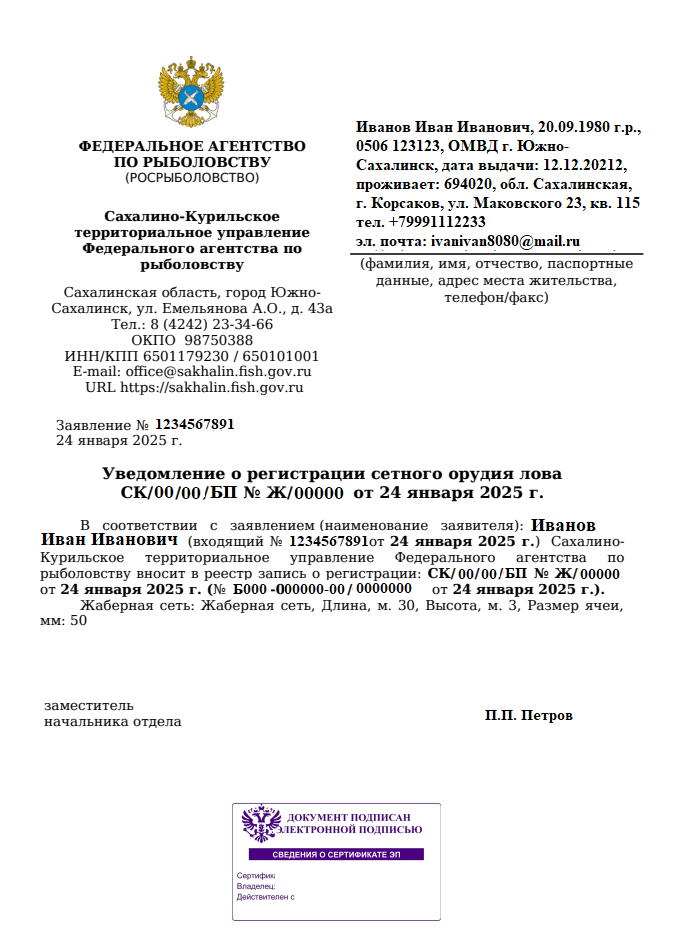 ФЕДЕРАЛЬНОЕ АГЕНТСТВО
ПО РЫБОЛОВСТВУ
(РОСРЫБОЛОВСТВО)
Сахалино-Курильское
территориальное управление
Федерального агентства по
рыболовству
Сахалинская область, город Южно-
Сахалинск, ул. Емельянова А.О., д. 43а
Тел.: 8 (4242) 23-34-66
ОКПО 98750388
ИНН/КПП 6501179230 / 650101001
E-mail: office@sakhalin.fish.gov.ru
URL https://sakhalin.fish.gov.ru
Иванов Иван Иванович, 20.09.1980 г.р.,
0506 123123, ОМВД г. Южно-
Сахалинск, дата выдачи: 12.12.20212,
проживает: 694020, обл. Сахалинская,
г. Корсаков, ул. Маковского 23, кв. 115
тел. +79991112233
эл. почта: ivanivan8080@mail.ru
(фамилия, имя, отчество, паспортные
данные, адрес места жительства,
телефон/факс)
Заявление № 1234567891
24 января 2025 г.
Уведомление о регистрации сетного орудия лова
СК/00/00/БП № Ж/00000 от 24 января 2025 г.
В соответствии с заявлением (наименование заявителя): Иванов
Иван Иванович (входящий № 1234567891от 24 января 2025 г.) Сахалино-
Курильское территориальное управление Федерального агентства по
рыболовству вносит в реестр запись о регистрации: СК/00/00/БП № Ж/00000
от 24 января 2025 г. (№ Б000 -000000-00 / 0000000 от 24 января 2025 г.).
Жаберная сеть: Жаберная сеть, Длина, м. 30, Высота, м. 3, Размер ячеи,
мм: 50
заместитель
начальника отдела
П.П. Петров
ДОКУМЕНТ ПОДПИСАН
ЭЛЕКТРОННОЙ ПОДПИСЬЮ
СВЕДЕНИЯ О СЕРТИФИКАТЕ ЭП
Сертифик
Владелец:
Действителен с